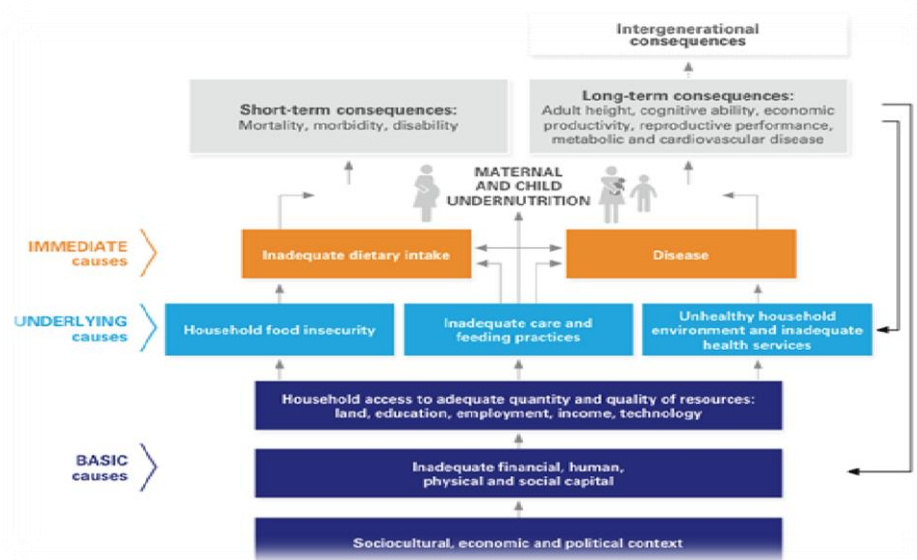 Intergenerational
consequences
Short-term consequences:
Mortality, morbidity, disability
Long-term consequences:
Adult height, cognitive ability, economic
productivity, reproductive performance,
metabolic and cardiovascular disease
MATERNAL
AND CHILD
UNDERNUTRITION
IMMEDIATE
causes
Inadequate dietary intake
Disease
UNDERLYING
causes
Household food insecurity
Inadequate care and
feeding practices
Unhealthy household
environment and inadequate
health services
Household access to adequate quantity and quality of resources:
land, education, employment, income, technology
BASIC
causes
Inadequate financial, human,
physical and social capital
Sociocultural, economic and political context